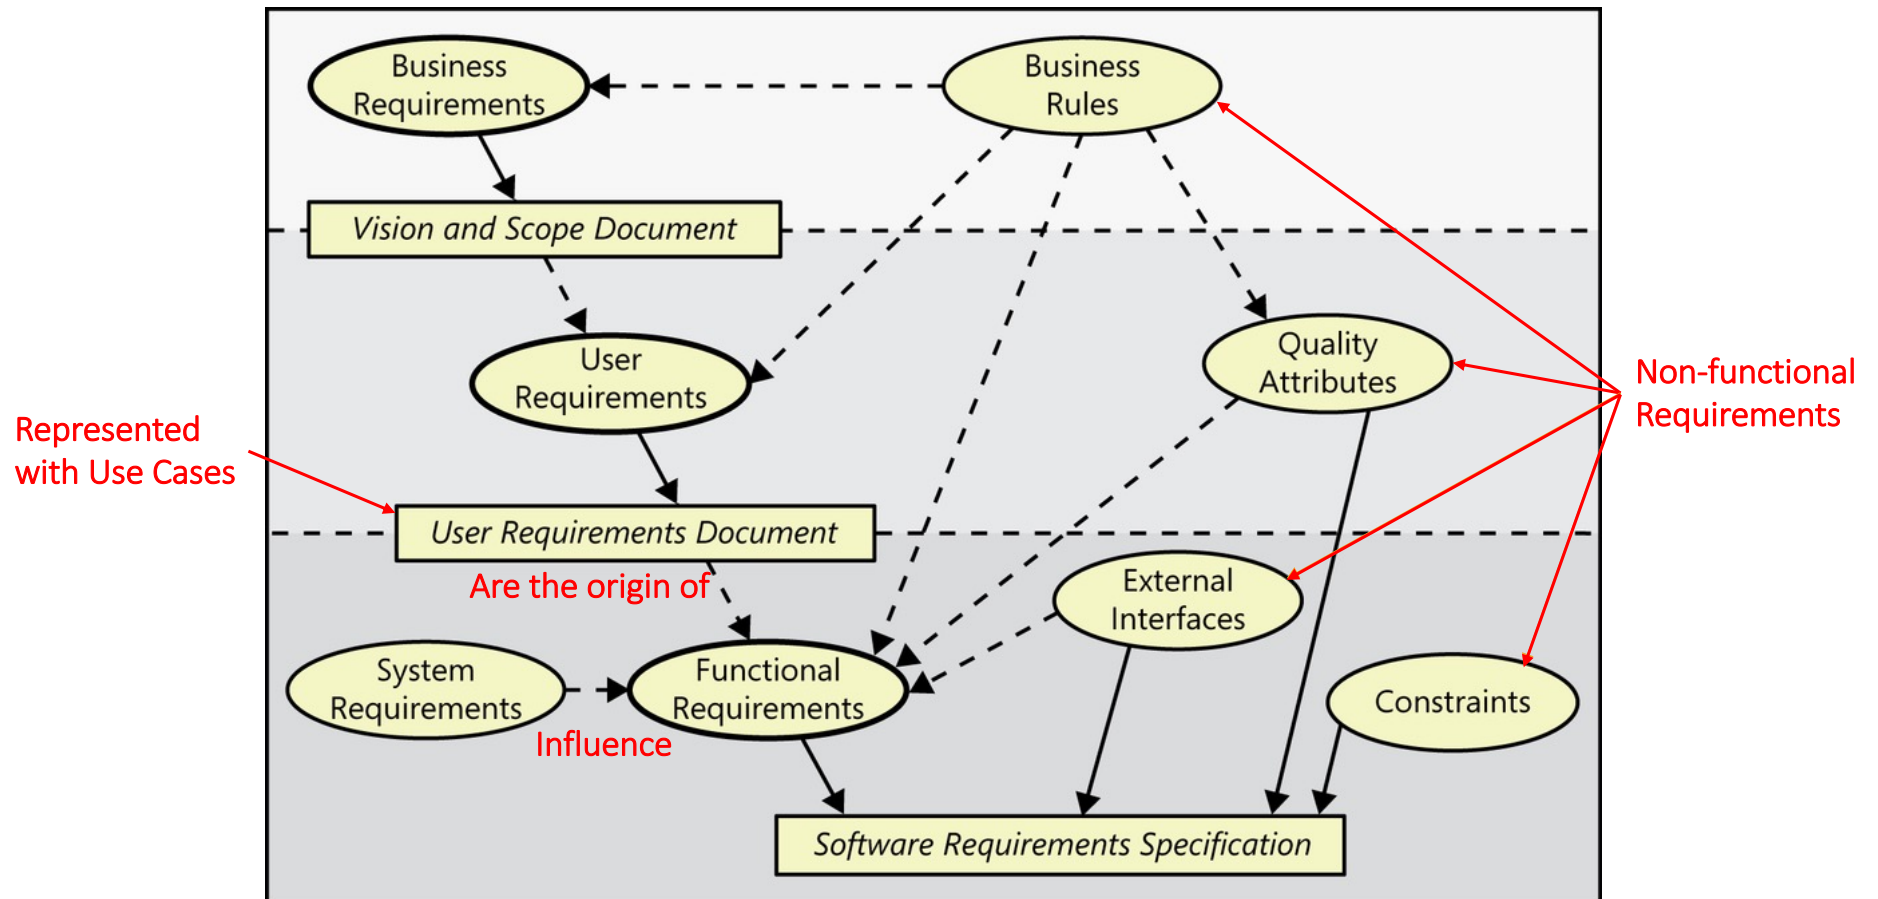 Business
Requirements
Business
Rules
Vision and Scope Document
User
Requirements
Quality
Attributes
Non-functional
Requirements
Represented
with Use Cases
User Requirements Document
Are the origin of
External
Interfaces
System
Requirements
Functional
Requirements
Constraints
Influence
Software Requirements Specification